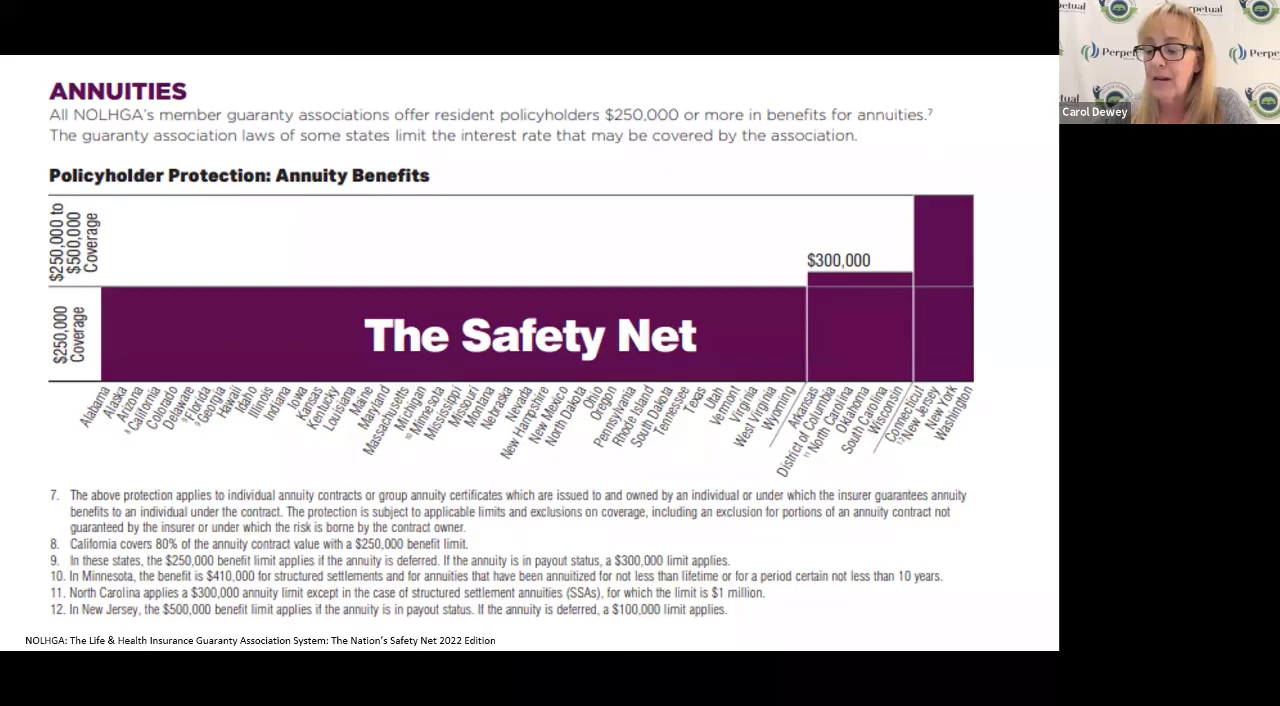 ANNUITIES
All NOLHGA's member guaranty associations offer resident policyholders $250,000 or more in benefits for annuities.⁷
The guaranty association laws of some states limit the interest rate that may be covered by the association.
Policyholder Protection: Annuity Benefits
$250,000 to
$500,000
Coverage
$300,000
$250,000
Coverage
The Safety Net
Alabama
Alaska
Arizona
⁸ California
Colorado
Delaware
⁹ Florida
⁹ Georgia
Hawaii
Idaho
Illinois
Indiana
Iowa
Kansas
Kentucky
Louisiana
Maine
Maryland
Massachusetts
Michigan
¹⁰ Minnesota
Mississippi
Missouri
Montana
Nebraska
Nevada
New Hampshire
New Mexico
North Dakota
Ohio
Oregon
Pennsylvania
Rhode Island
South Dakota
Tennessee
Texas
Utah
Vermont
Virginia
West Virginia
Wyoming
Arkansas
District of Columbia
¹¹ North Carolina
Oklahoma
South Carolina
Wisconsin
Connecticut
¹² New Jersey
New York
Washington
7. The above protection applies to individual annuity contracts or group annuity certificates which are issued to and owned by an individual or under which the insurer guarantees annuity
benefits to an individual under the contract. The protection is subject to applicable limits and exclusions on coverage, including an exclusion for portions of an annuity contract not
guaranteed by the insurer or under which the risk is borne by the contract owner.
8. California covers 80% of the annuity contract value with a $250,000 benefit limit.
9. In these states, the $250,000 benefit limit applies if the annuity is deferred. If the annuity is in payout status, a $300,000 limit applies.
10. In Minnesota, the benefit is $410,000 for structured settlements and for annuities that have been annuitized for not less than lifetime or for a period certain not less than 10 years.
11. North Carolina applies a $300,000 annuity limit except in the case of structured settlement annuities (SSAs), for which the limit is $1 million.
12. In New Jersey, the $500,000 benefit limit applies if the annuity is in payout status. If the annuity is deferred, a $100,000 limit applies.
NOLHGA: The Life & Health Insurance Guaranty Association System: The Nation's Safety Net 2022 Edition
Carol Dewey